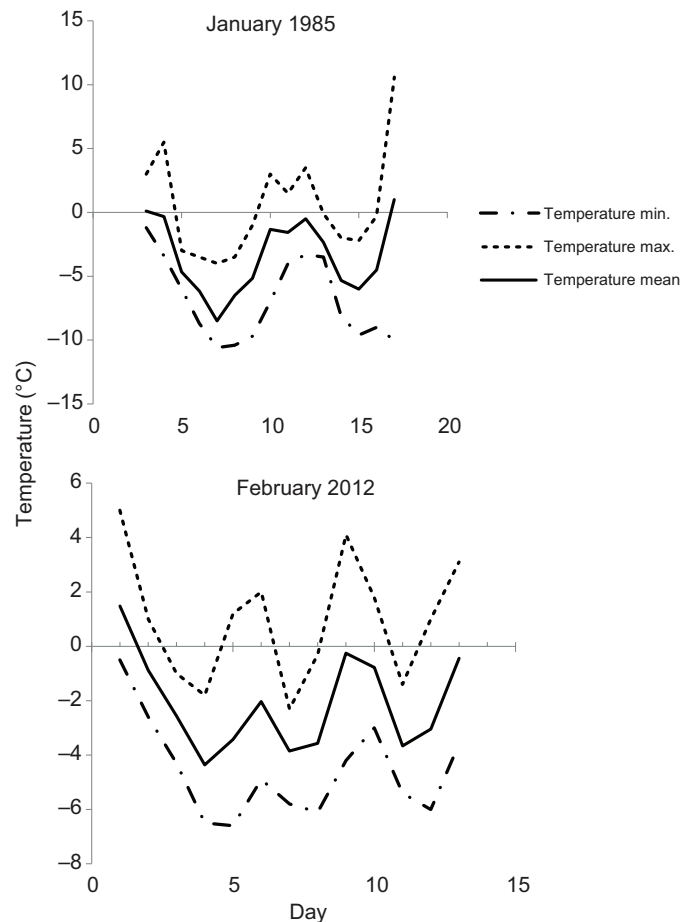 January 1985
15
10
5
0
–5
–10
–15
0 5 10 15 20
Temperature min.
Temperature max.
Temperature mean
Temperature (°C)
February 2012
6
4
2
0
–2
–4
–6
–8
0 5 10 15
Day